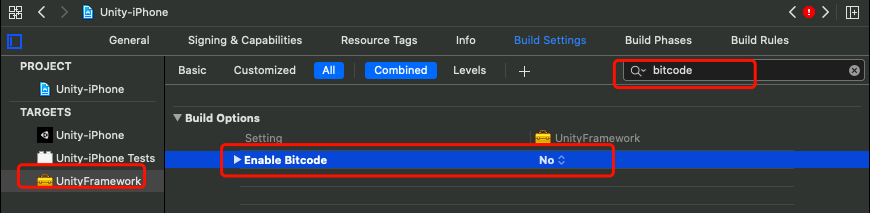 Unity-iPhone
General Signing & Capabilities Resource Tags Info Build Settings Build Phases Build Rules
PROJECT
Unity-iPhone
TARGETS
Unity-iPhone
Unity-iPhone Tests
UnityFramework
Basic Customized All Combined Levels + bitcode
Build Options
Setting UnityFramework
Enable Bitcode No